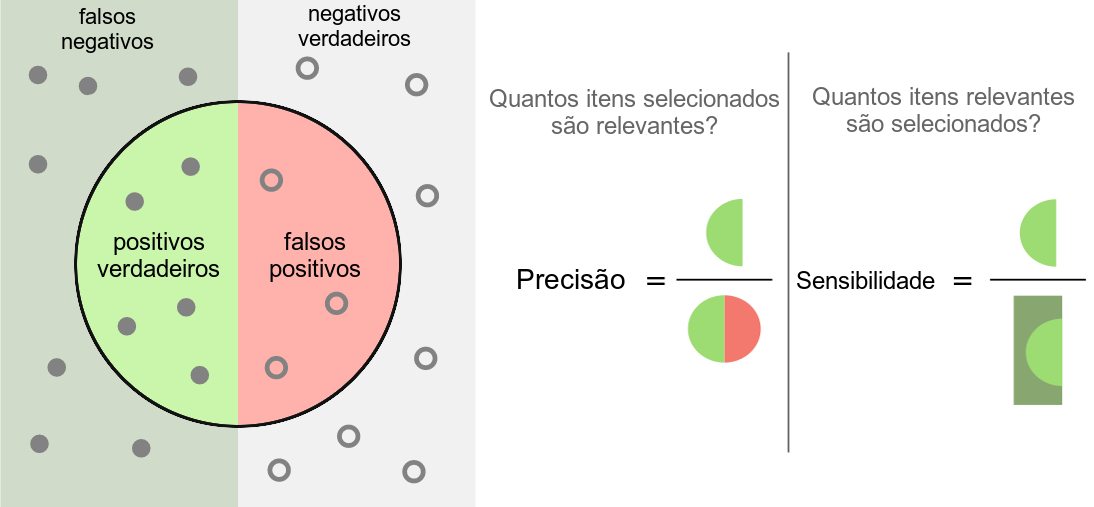 falsos
negativos
negativos
verdadeiros
positivos
verdadeiros
falsos
positivos
Quantos itens selecionados
são relevantes?
Precisão =
Quantos itens relevantes
são selecionados?
Sensibilidade =